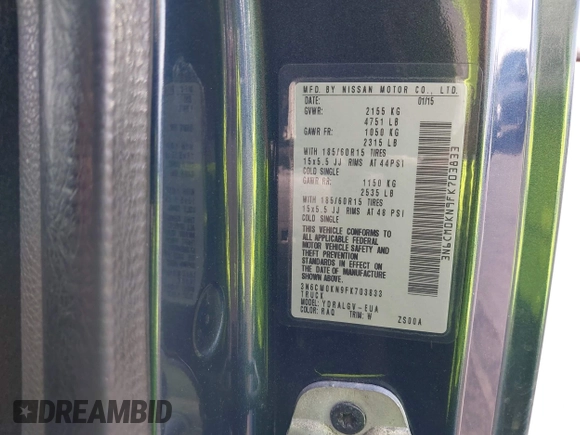 MFD. BY NISSAN MOTOR CO., LTD.
DATE: 01/15
GVWR: 2155 KG
4751 LB
GAWR FR: 1050 KG
2315 LB
WITH 185/60R15 TIRES
15x5.5 JJ RIMS AT 44PSI
COLD SINGLE
GAWR RR: 1150 KG
2535 LB
WITH 185/60R15 TIRES
15x5.5 JJ RIMS AT 48 PSI
COLD SINGLE
THIS VEHICLE CONFORMS TO
ALL APPLICABLE FEDERAL
MOTOR VEHICLE SAFETY
AND THEFT PREVENTION
STANDARDS IN EFFECT ON
THE DATE OF MANUFACTURE
SHOWN ABOVE.
3N6CM0KN9FK703833
TRUCK
MODEL: YDRALGV-EUA
COLOR: RAQ TRIM: W ZS00A
3N6CM0KN9FK703833
DREAMBID